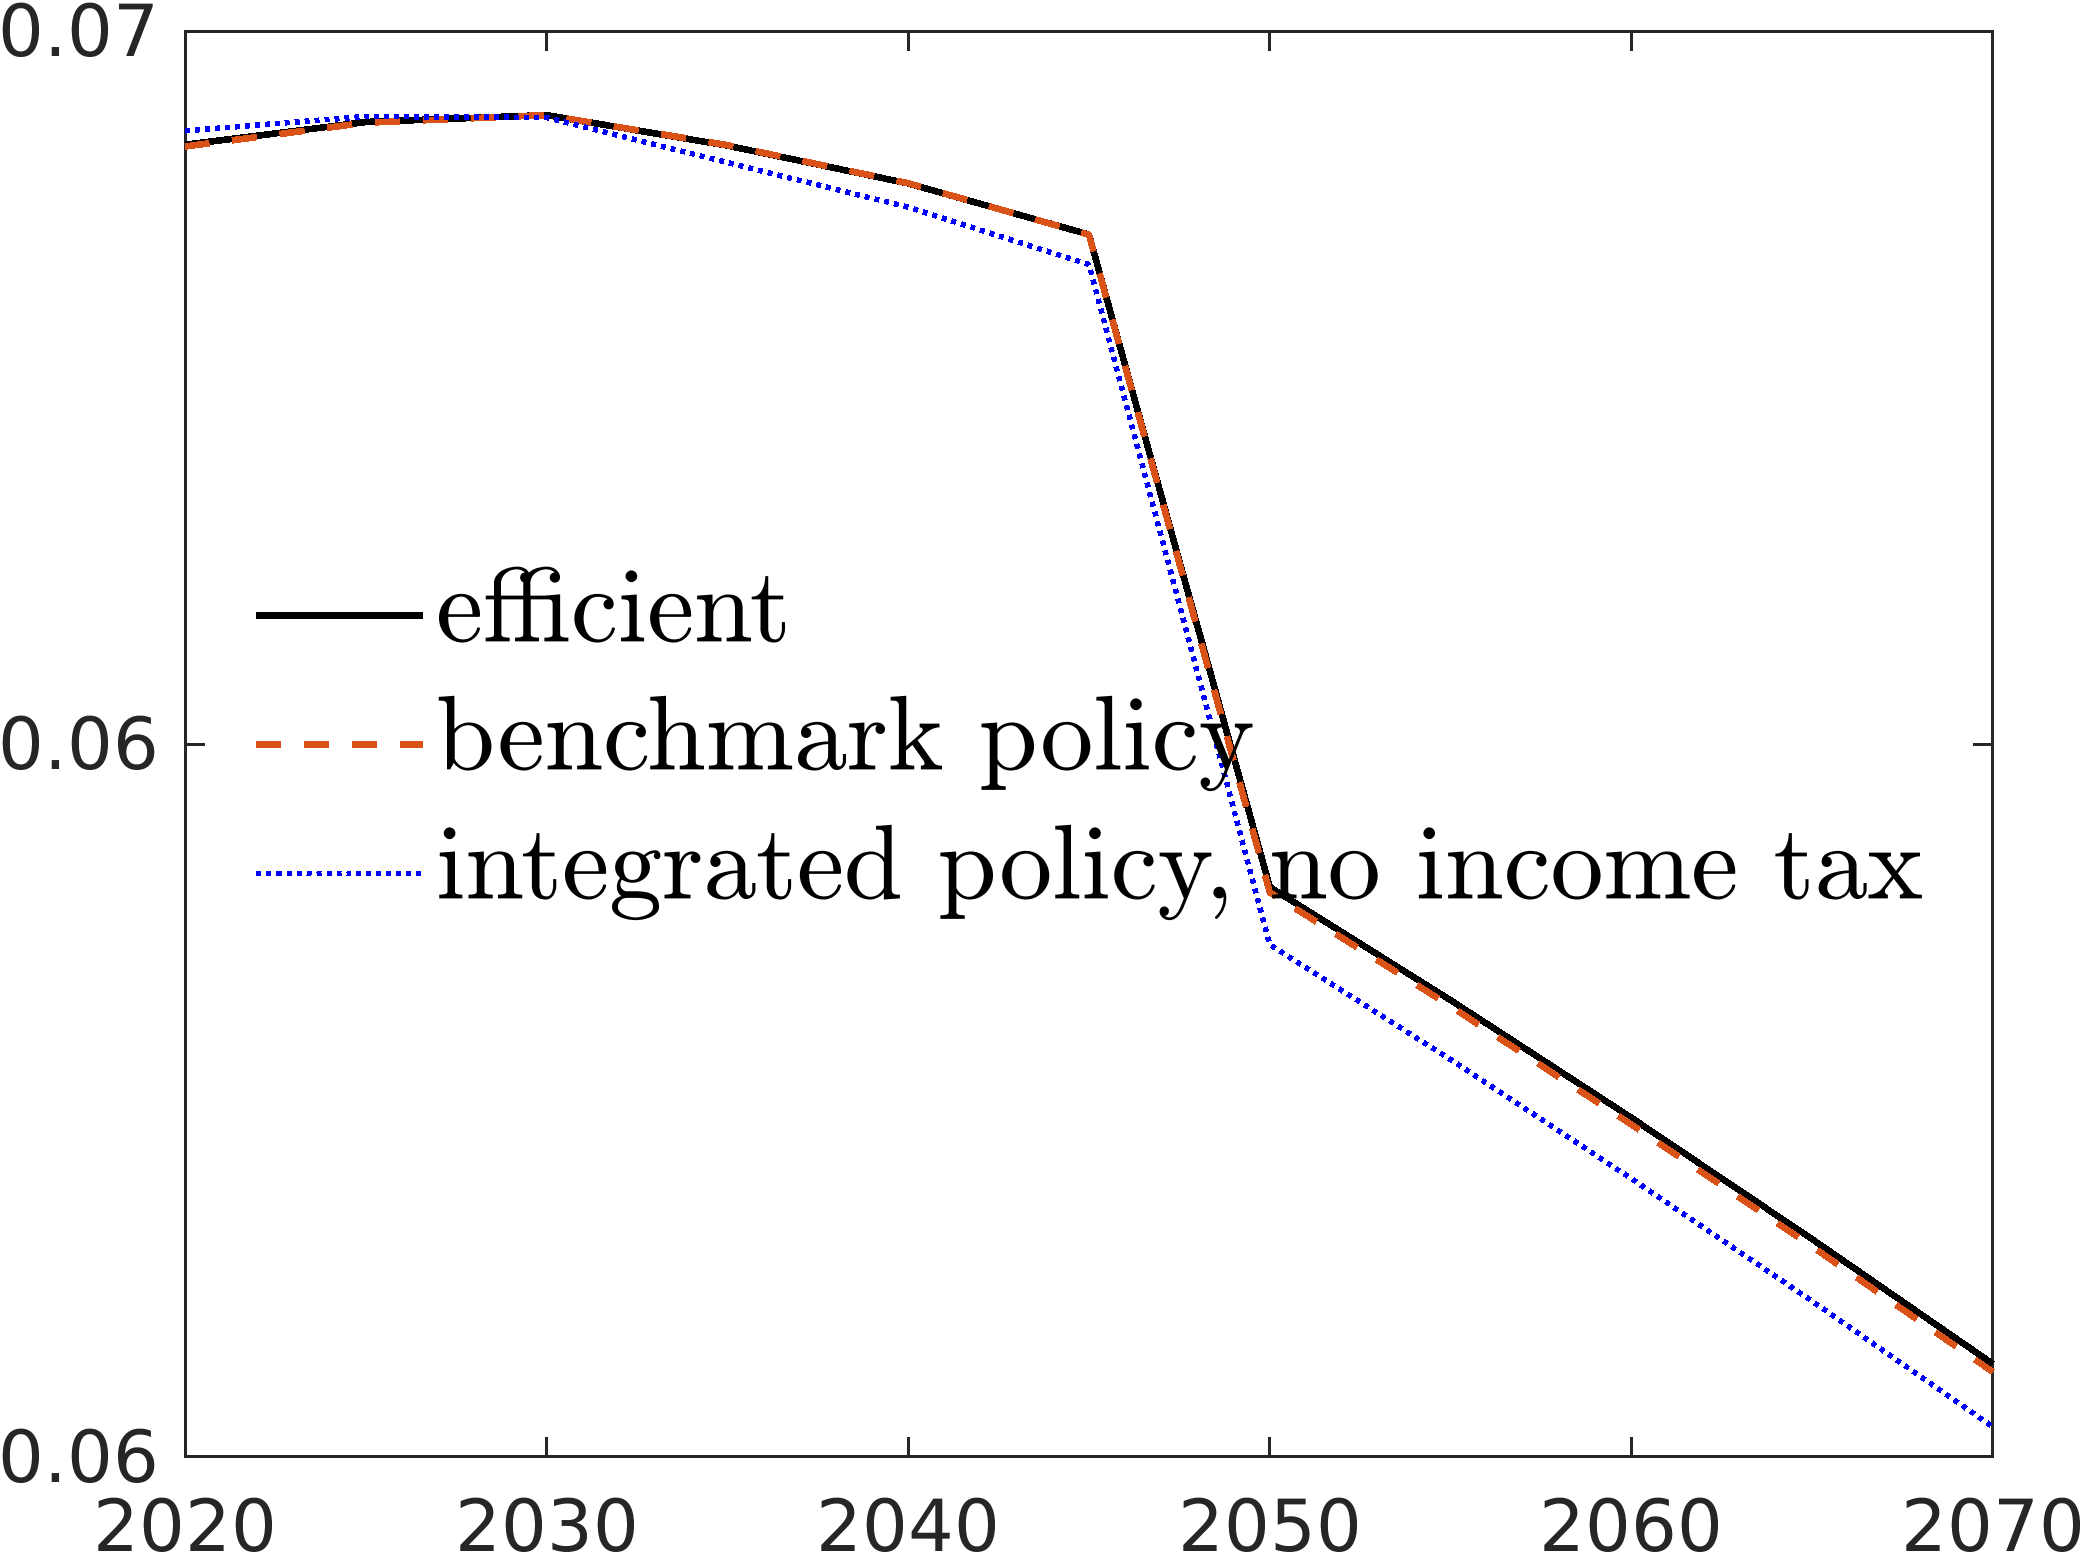 0.07
efficient
0.06
benchmark policy
integrated policy, no income tax
0.06
2020 2030 2040 2050 2060 2070